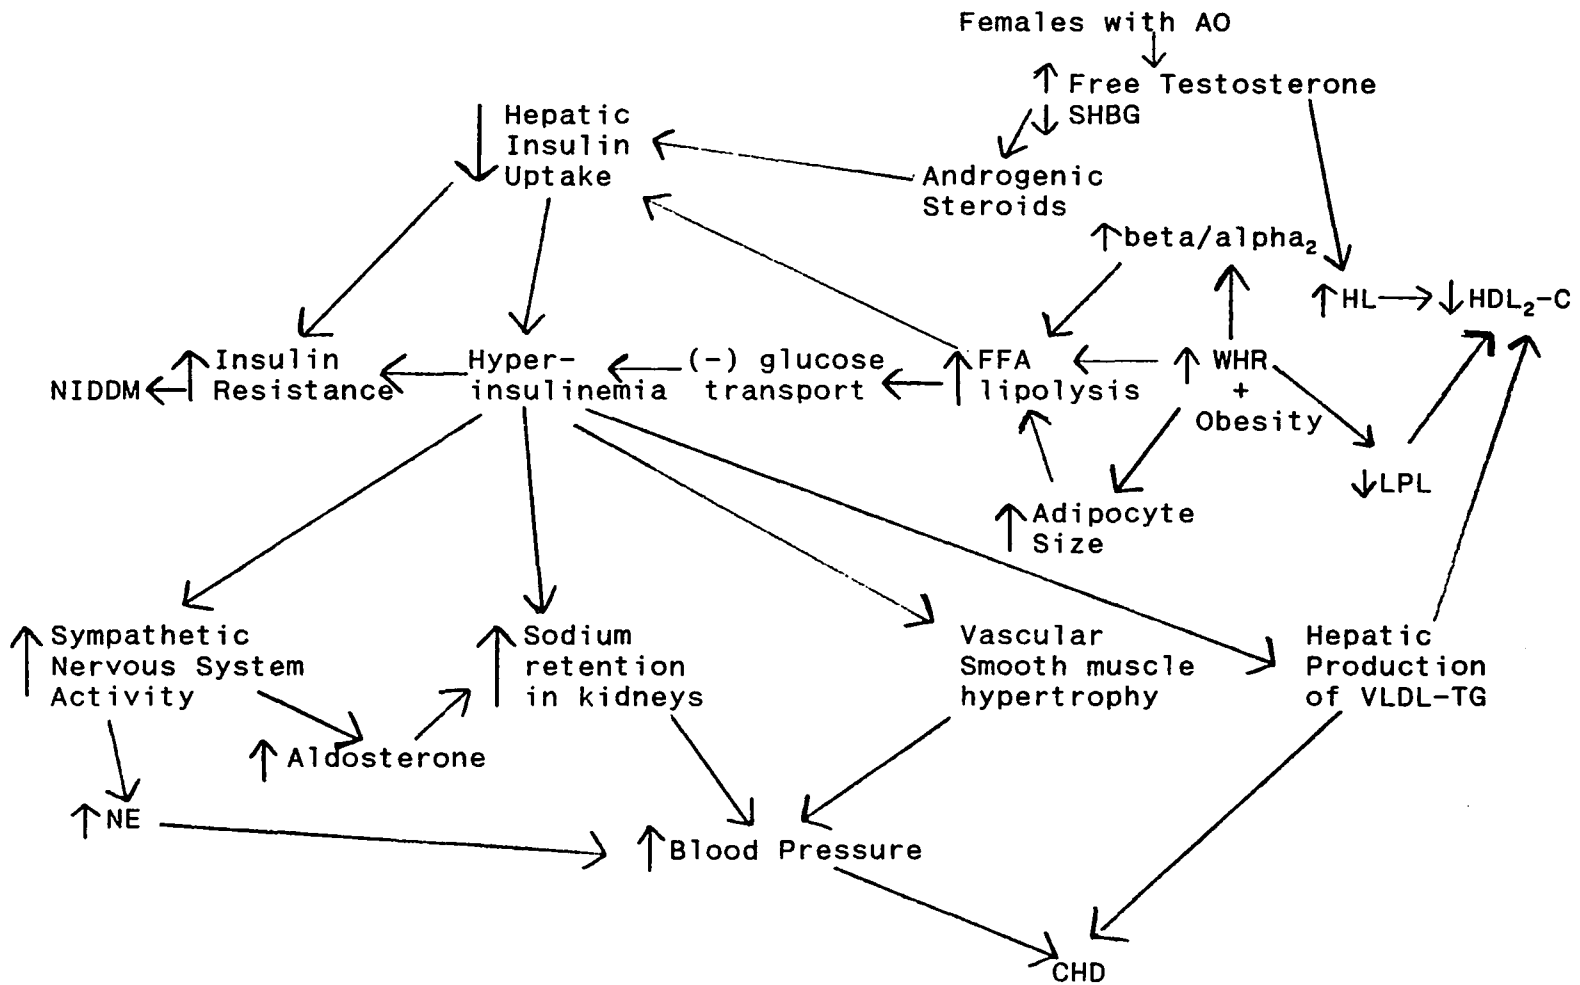 Females with AO
↑ Free Testosterone
↓ SHBG
↓ Hepatic
Insulin
Uptake
Androgenic
Steroids
↑beta/alpha₂
↑HL → ↓HDL₂-C
NIDDM ← ↑ Insulin
Resistance
Hyper-
insulinemia
(-) glucose
transport
↑ FFA
lipolysis
↑ WHR
+
Obesity
↓LPL
↑ Adipocyte
Size
↑ Sympathetic
Nervous System
Activity
↑ Sodium
retention
in kidneys
Vascular
Smooth muscle
hypertrophy
Hepatic
Production
of VLDL-TG
↑ Aldosterone
↑NE
↑Blood Pressure
CHD